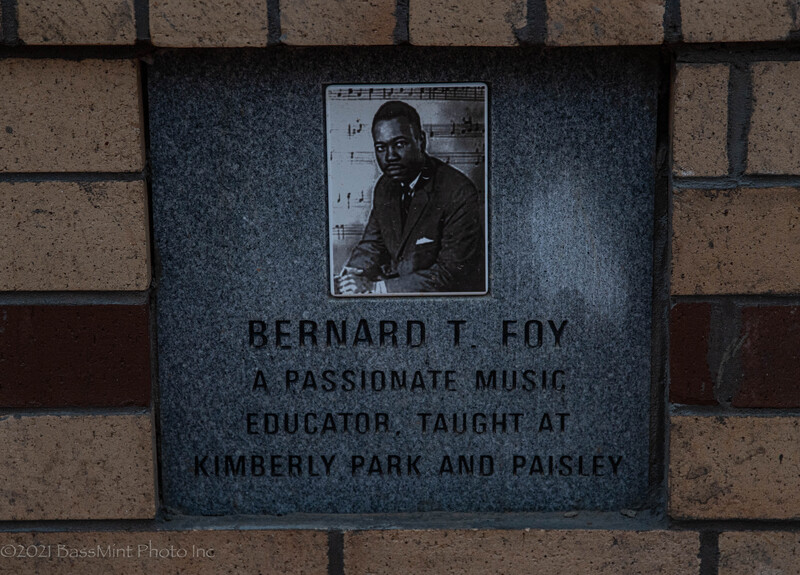 BERNARD T. FOY
A PASSIONATE MUSIC
EDUCATOR, TAUGHT AT
KIMBERLY PARK AND PAISLEY
©2021 BassMint Photo Inc